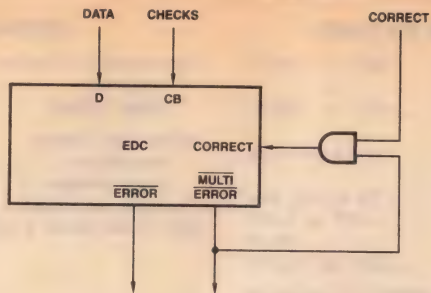 DATA CHECKS CORRECT
D CB
EDC CORRECT
ERROR
MULTI
ERROR